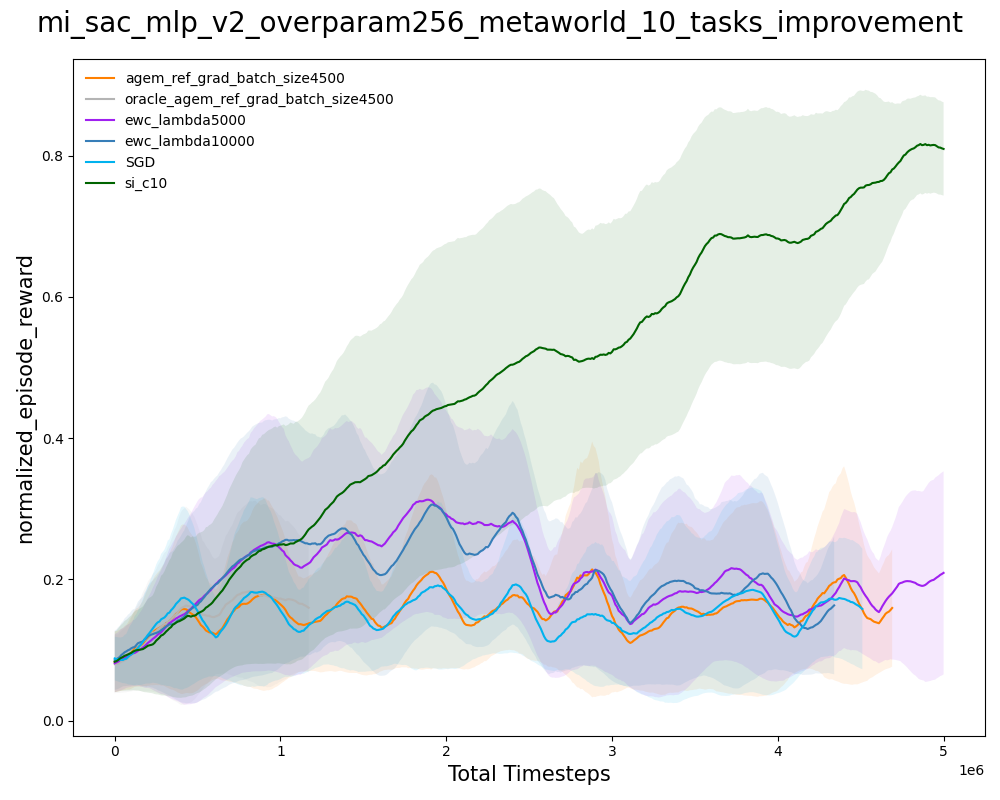 mi_sac_mlp_v2_overparam256_metaworld_10_tasks_improvement
agem_ref_grad_batch_size4500
oracle_agem_ref_grad_batch_size4500
ewc_lambda5000
ewc_lambda10000
SGD
si_c10
normalized_episode_reward
0.8
0.6
0.4
0.2
0.0
0 1 2 3 4 5
1e6
Total Timesteps